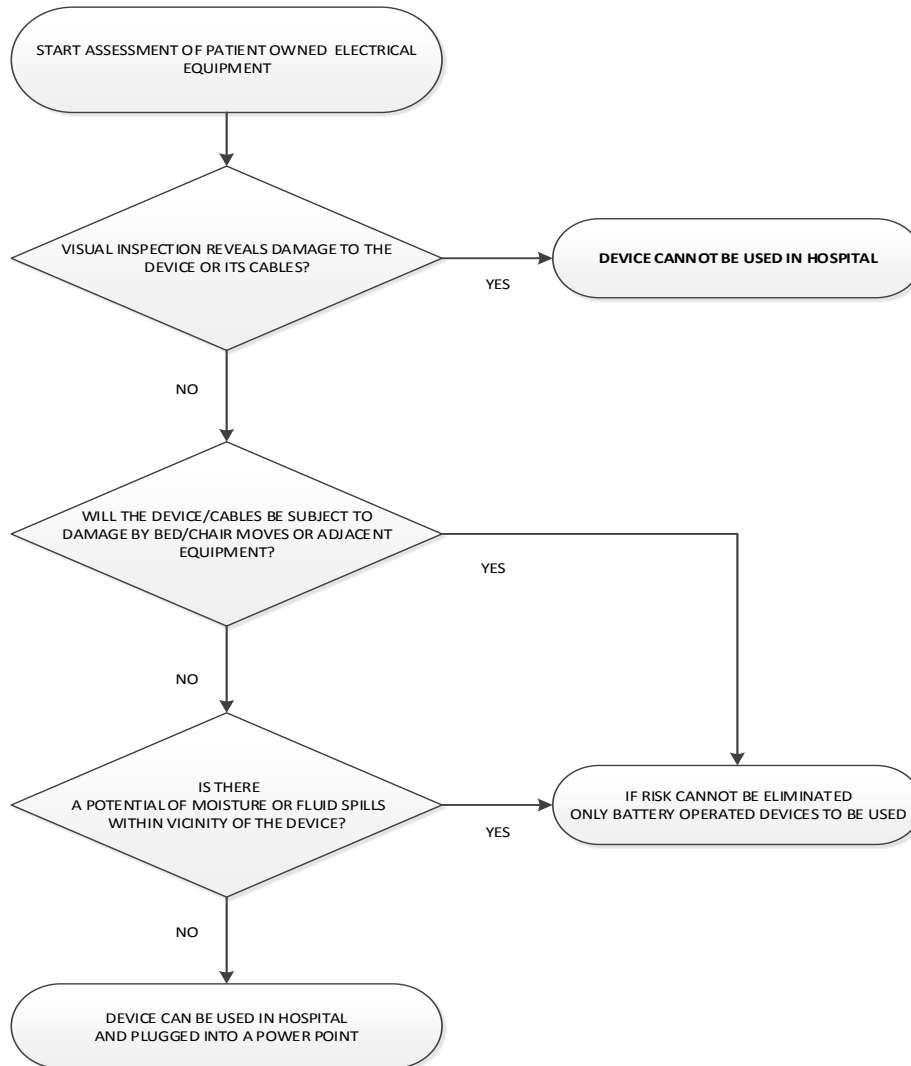 START ASSESSMENT OF PATIENT OWNED ELECTRICAL
EQUIPMENT
VISUAL INSPECTION REVEALS DAMAGE TO THE
DEVICE OR ITS CABLES?
YES
DEVICE CANNOT BE USED IN HOSPITAL
NO
WILL THE DEVICE/CABLES BE SUBJECT TO
DAMAGE BY BED/CHAIR MOVES OR ADJACENT
EQUIPMENT?
YES
NO
IS THERE
A POTENTIAL OF MOISTURE OR FLUID SPILLS
WITHIN VICINITY OF THE DEVICE?
YES
IF RISK CANNOT BE ELIMINATED
ONLY BATTERY OPERATED DEVICES TO BE USED
NO
DEVICE CAN BE USED IN HOSPITAL
AND PLUGGED INTO A POWER POINT